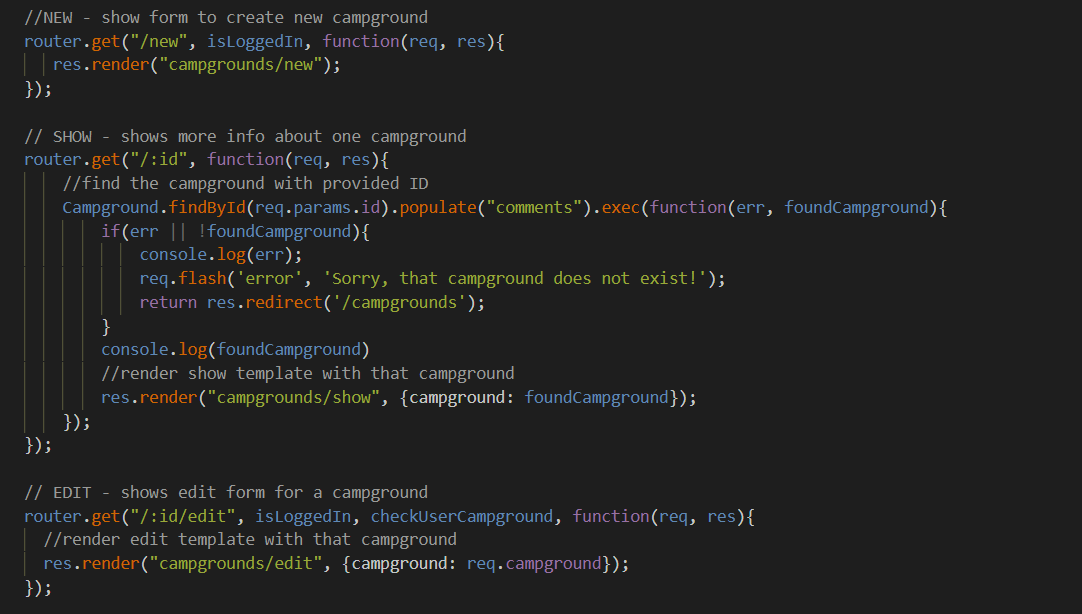 //NEW - show form to create new campground
router.get("/new", isLoggedIn, function(req, res){
res.render("campgrounds/new");
});
// SHOW - shows more info about one campground
router.get("/:id", function(req, res){
//find the campground with provided ID
Campground.findById(req.params.id).populate("comments").exec(function(err, foundCampground){
if(err || !foundCampground){
console.log(err);
req.flash('error', 'Sorry, that campground does not exist!');
return res.redirect('/campgrounds');
}
console.log(foundCampground)
//render show template with that campground
res.render("campgrounds/show", {campground: foundCampground});
});
});
// EDIT - shows edit form for a campground
router.get("/:id/edit", isLoggedIn, checkUserCampground, function(req, res){
//render edit template with that campground
res.render("campgrounds/edit", {campground: req.campground});
});